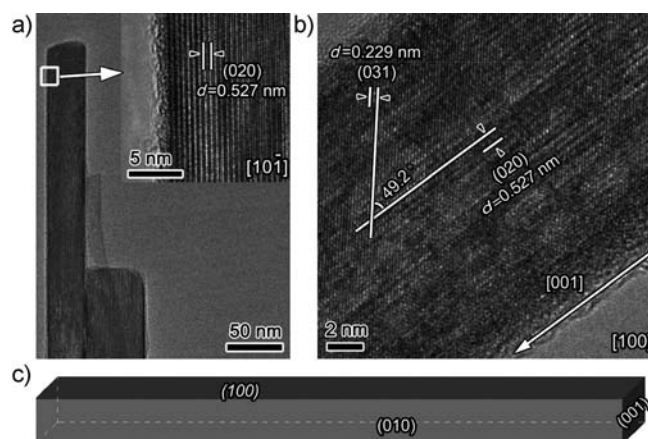 a)
(020)
d=0.527 nm
5 nm
[101̄]
50 nm
b)
d=0.229 nm
(031)
49.2°
(020)
d=0.527 nm
[001]
2 nm
[100]
c)
(100)
(010)
(001)